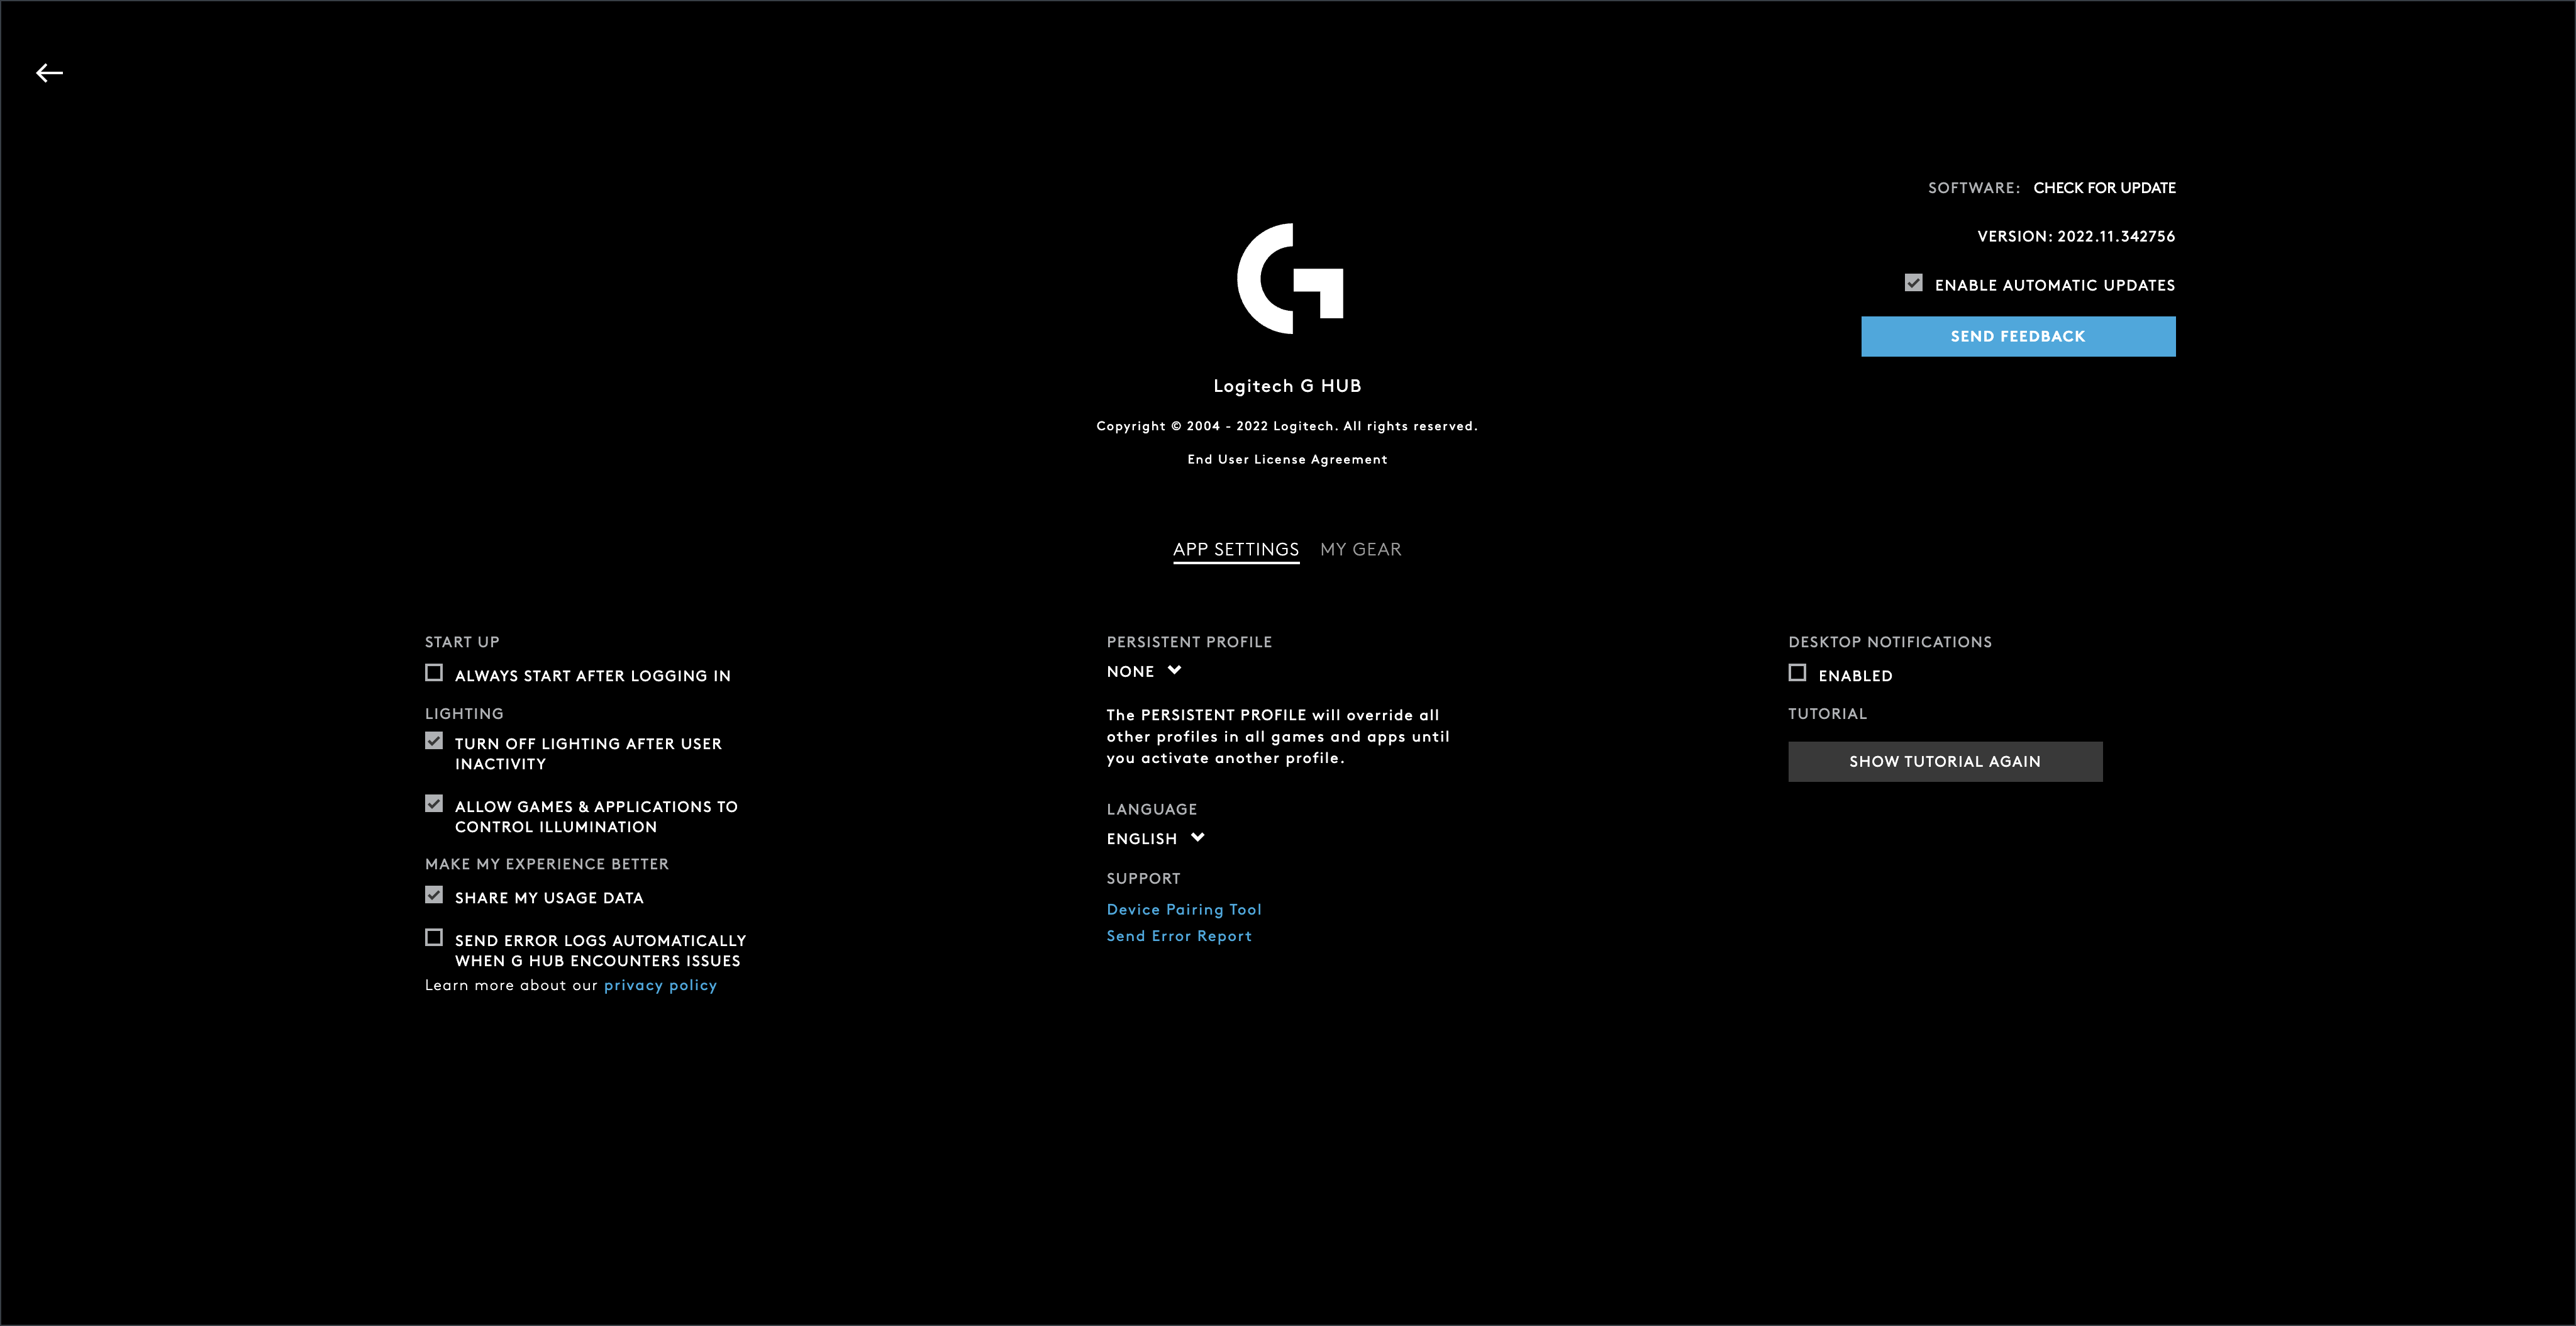 SOFTWARE: CHECK FOR UPDATE
VERSION: 2022.11.342756
ENABLE AUTOMATIC UPDATES
SEND FEEDBACK
Logitech G HUB
Copyright © 2004 - 2022 Logitech. All rights reserved.
End User License Agreement
APP SETTINGS MY GEAR
START UP
ALWAYS START AFTER LOGGING IN
LIGHTING
TURN OFF LIGHTING AFTER USER
INACTIVITY
ALLOW GAMES & APPLICATIONS TO
CONTROL ILLUMINATION
MAKE MY EXPERIENCE BETTER
SHARE MY USAGE DATA
SEND ERROR LOGS AUTOMATICALLY
WHEN G HUB ENCOUNTERS ISSUES
Learn more about our privacy policy
PERSISTENT PROFILE
NONE
The PERSISTENT PROFILE will override all
other profiles in all games and apps until
you activate another profile.
LANGUAGE
ENGLISH
SUPPORT
Device Pairing Tool
Send Error Report
DESKTOP NOTIFICATIONS
ENABLED
TUTORIAL
SHOW TUTORIAL AGAIN